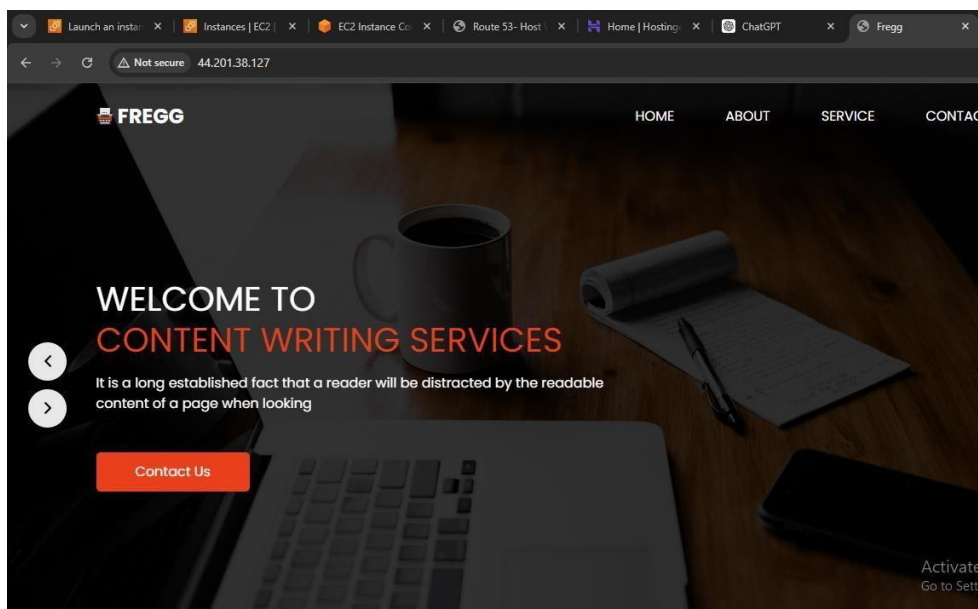 Launch an instan
Instances | EC2 |
EC2 Instance Co
Route 53- Host
Home | Hosting
ChatGPT
Fregg
Not secure 44.201.38.127
FREGG
HOME ABOUT SERVICE CONTAC
WELCOME TO
CONTENT WRITING SERVICES
It is a long established fact that a reader will be distracted by the readable
content of a page when looking
Contact Us
Activate
Go to Sett